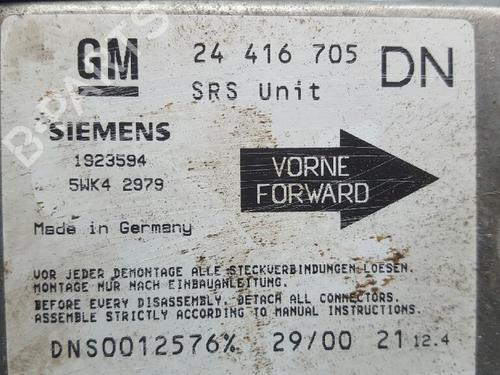 GM
24 416 705
DN
SRS Unit
SIEMENS
1923594
5WK4 2979
VORNE
FORWARD
Made in Germany
VOR JEDER DEMONTAGE ALLE STECKVERBINDUNGEN LOESEN.
MONTAGE NUR NACH EINBAUANLEITUNG.
BEFORE EVERY DISASSEMBLY, DETACH ALL CONNECTORS.
ASSEMBLE STRICTLY ACCORDING TO MANUAL INSTRUCTIONS.
DNS0012576% 29/00 21 12.4
B-PARTS